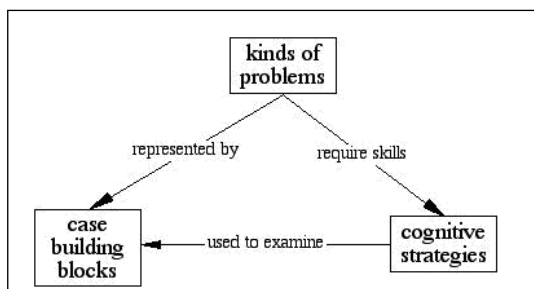 kinds of
problems
represented by
require skills
case
building
blocks
used to examine
cognitive
strategies